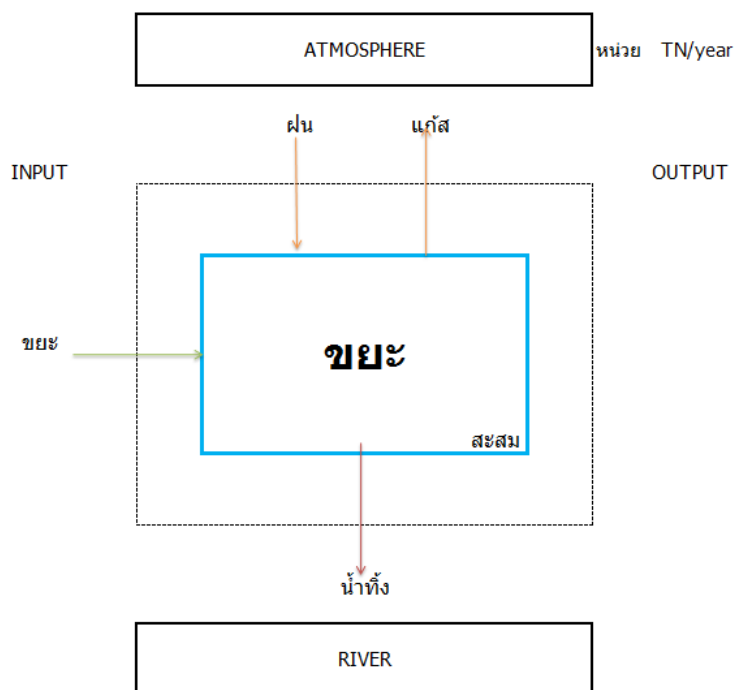 ATMOSPHERE
หน่วย TN/year
ฝน
แก้ส
INPUT
OUTPUT
ขยะ
ขยะ
สะสม
น้ำทิ้ง
RIVER